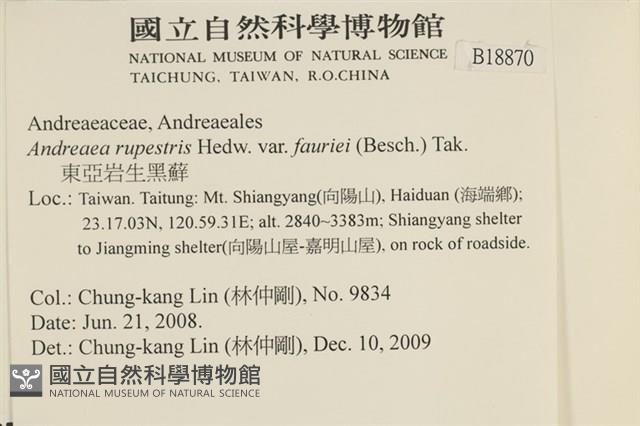 國立自然科學博物館
NATIONAL MUSEUM OF NATURAL SCIENCE
TAICHUNG, TAIWAN, R.O.CHINA
B18870
Andreaeaceae, Andreaeales
Andreaea rupestris Hedw. var. fauriei (Besch.) Tak.
東亞岩生黑蘚
Loc.: Taiwan. Taitung: Mt. Shiangyang(向陽山), Haiduan (海端鄉);
23.17.03N, 120.59.31E; alt. 2840~3383m; Shiangyang shelter
to Jiangming shelter(向陽山屋-嘉明山屋), on rock of roadside.
Col.: Chung-kang Lin (林仲剛), No. 9834
Date: Jun. 21, 2008.
Det.: Chung-kang Lin (林仲剛), Dec. 10, 2009
國立自然科學博物館
NATIONAL MUSEUM OF NATURAL SCIENCE